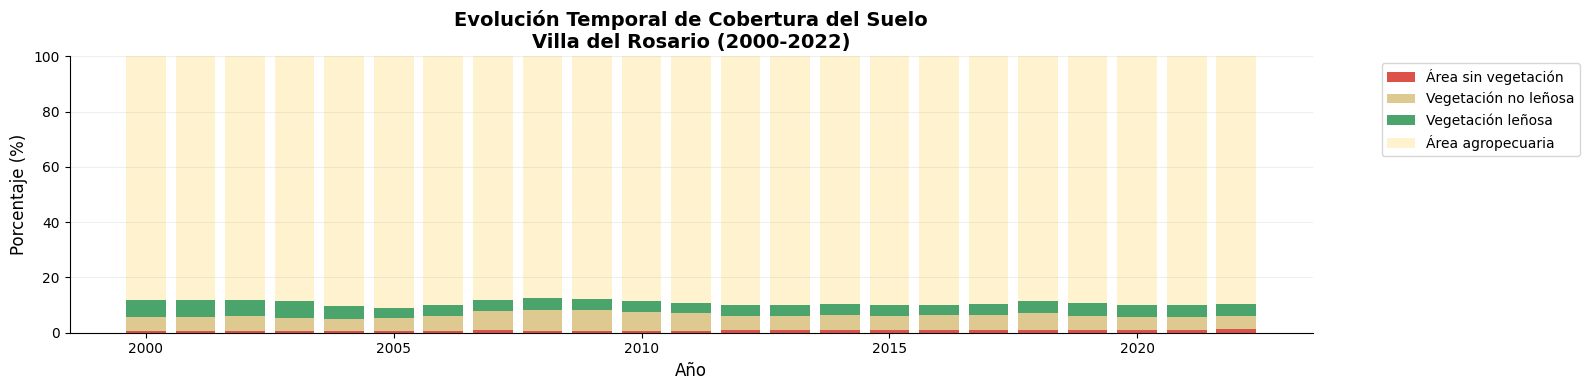 Evolución Temporal de Cobertura del Suelo
Villa del Rosario (2000-2022)
Porcentaje (%)
100
80
60
40
20
0
2000
2005
2010
2015
2020
Año
Área sin vegetación
Vegetación no leñosa
Vegetación leñosa
Área agropecuaria